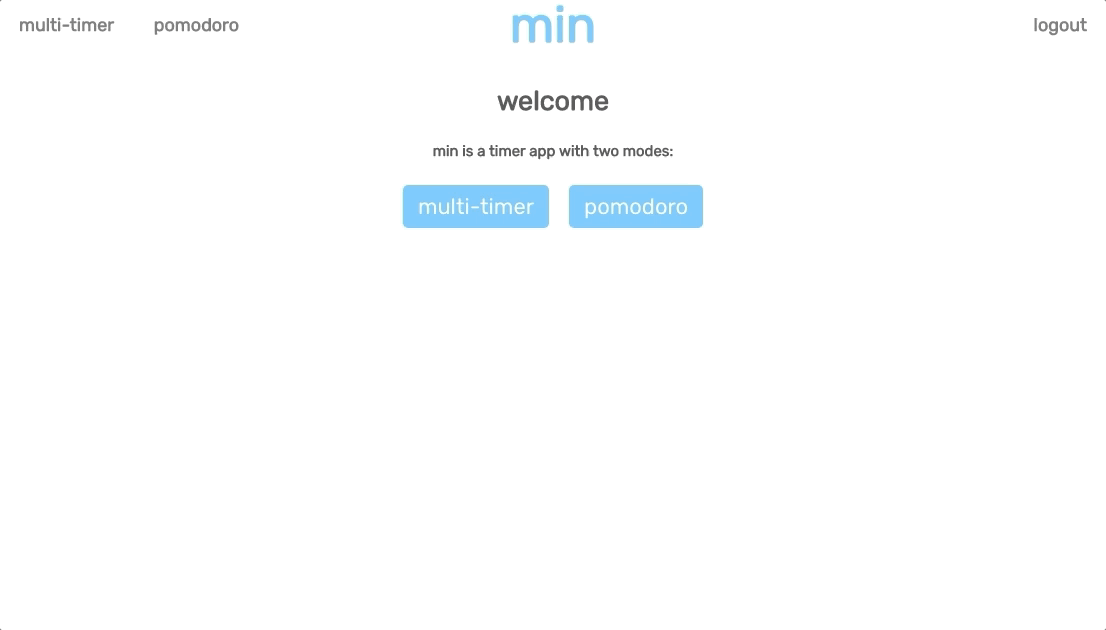 multi-timer pomodoro min logout
welcome
min is a timer app with two modes:
multi-timer pomodoro